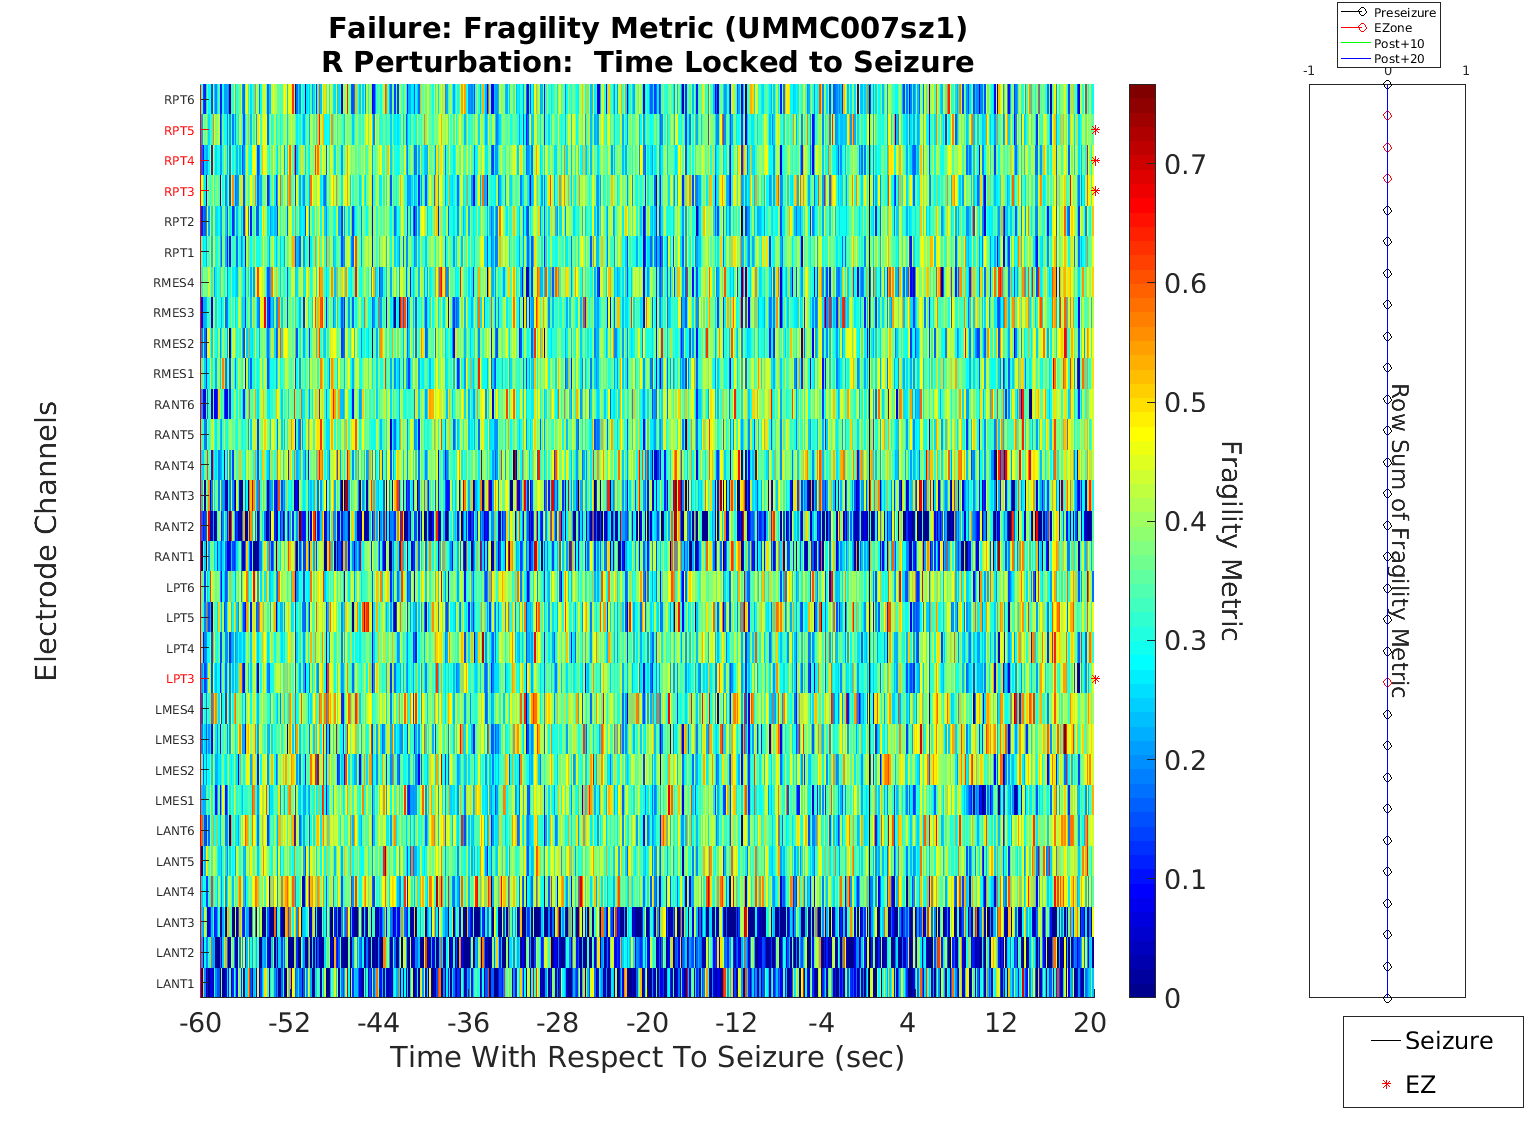 Failure: Fragility Metric (UMMC007sz1)
R Perturbation:  Time Locked to Seizure
Electrode Channels
RPT6
RPT5
RPT4
RPT3
RPT2
RPT1
RMES4
RMES3
RMES2
RMES1
RANT6
RANT5
RANT4
RANT3
RANT2
RANT1
LPT6
LPT5
LPT4
LPT3
LMES4
LMES3
LMES2
LMES1
LANT6
LANT5
LANT4
LANT3
LANT2
LANT1
-60 -52 -44 -36 -28 -20 -12 -4 4 12 20
Time With Respect To Seizure (sec)
0.7
0.6
0.5
0.4
0.3
0.2
0.1
0
Fragility Metric
Preseizure
EZone
Post+10
Post+20
-1 0 1
Row Sum of Fragility Metric
Seizure
EZ